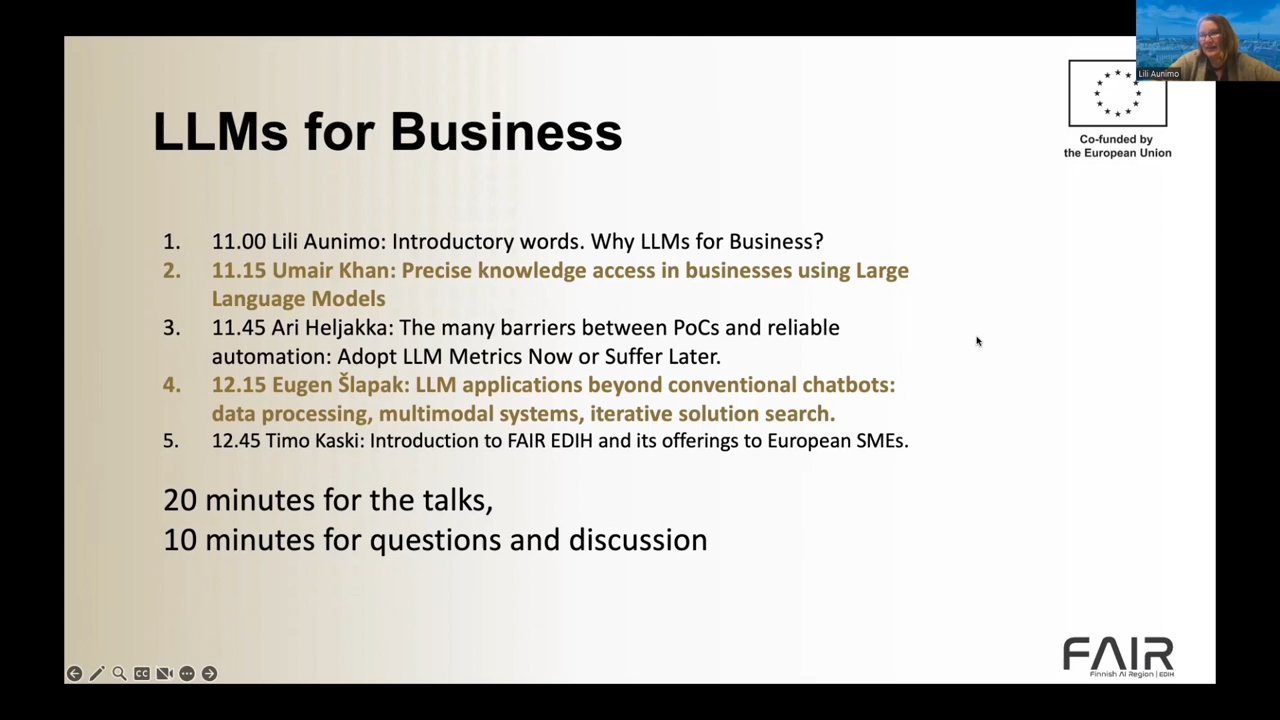 Lili Aunimo
LLMs for Business
Co-funded by
the European Union
1. 11.00 Lili Aunimo: Introductory words. Why LLMs for Business?
2. 11.15 Umair Khan: Precise knowledge access in businesses using Large
Language Models
3. 11.45 Ari Heljakka: The many barriers between PoCs and reliable
automation: Adopt LLM Metrics Now or Suffer Later.
4. 12.15 Eugen Šlapak: LLM applications beyond conventional chatbots:
data processing, multimodal systems, iterative solution search.
5. 12.45 Timo Kaski: Introduction to FAIR EDIH and its offerings to European SMEs.
20 minutes for the talks,
10 minutes for questions and discussion
CC
FAIR
Finnish AI Region | EDIH